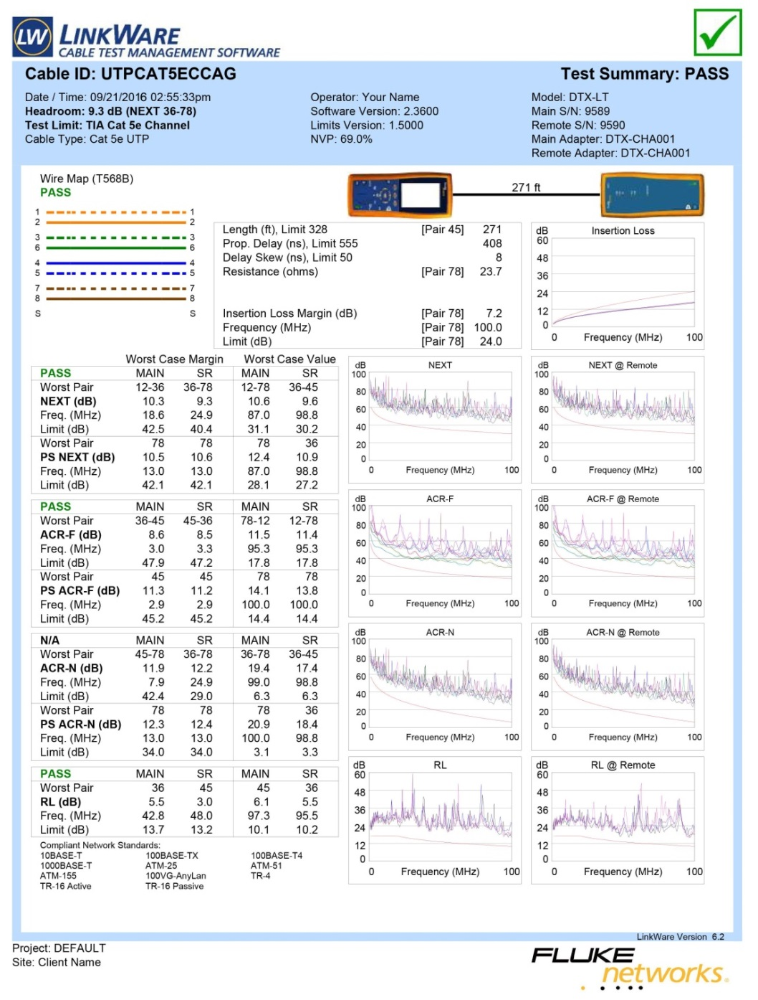 LW LINKWARE
CABLE TEST MANAGEMENT SOFTWARE
Cable ID: UTPCAT5ECCAG
Test Summary: PASS
Date / Time: 09/21/2016 02:55:33pm
Headroom: 9.3 dB (NEXT 36-78)
Test Limit: TIA Cat 5e Channel
Cable Type: Cat 5e UTP
Operator: Your Name
Software Version: 2.3600
Limits Version: 1.5000
NVP: 69.0%
Model: DTX-LT
Main S/N: 9589
Remote S/N: 9590
Main Adapter: DTX-CHA001
Remote Adapter: DTX-CHA001
Wire Map (T568B)
PASS
1 1
2 2
3 3
6 6
4 4
5 5
7 7
8 8
S S
271 ft
Length (ft), Limit 328 [Pair 45] 271
Prop. Delay (ns), Limit 555 408
Delay Skew (ns), Limit 50 8
Resistance (ohms) [Pair 78] 23.7
Insertion Loss Margin (dB) [Pair 78] 7.2
Frequency (MHz) [Pair 78] 100.0
Limit (dB) [Pair 78] 24.0
dB Insertion Loss
60
48
36
24
12
0
0 Frequency (MHz) 100
Worst Case Margin Worst Case Value
PASS MAIN SR MAIN SR
Worst Pair 12-36 36-78 12-78 36-45
NEXT (dB) 10.3 9.3 10.6 9.6
Freq. (MHz) 18.6 24.9 87.0 98.8
Limit (dB) 42.5 40.4 31.1 30.2
Worst Pair 78 78 78 36
PS NEXT (dB) 10.5 10.6 12.4 10.9
Freq. (MHz) 13.0 13.0 87.0 98.8
Limit (dB) 42.1 42.1 28.1 27.2
PASS MAIN SR MAIN SR
Worst Pair 36-45 45-36 78-12 12-78
ACR-F (dB) 8.6 8.5 11.5 11.4
Freq. (MHz) 3.0 3.3 95.3 95.3
Limit (dB) 47.9 47.2 17.8 17.8
Worst Pair 45 45 78 78
PS ACR-F (dB) 11.3 11.2 14.1 13.8
Freq. (MHz) 2.9 2.9 100.0 100.0
Limit (dB) 45.2 45.2 14.4 14.4
N/A MAIN SR MAIN SR
Worst Pair 45-78 36-78 36-78 36-45
ACR-N (dB) 11.9 12.2 19.4 17.4
Freq. (MHz) 7.9 24.9 99.0 98.8
Limit (dB) 42.4 29.0 6.3 6.3
Worst Pair 78 78 78 36
PS ACR-N (dB) 12.3 12.4 20.9 18.4
Freq. (MHz) 13.0 13.0 100.0 98.8
Limit (dB) 34.0 34.0 3.1 3.3
PASS MAIN SR MAIN SR
Worst Pair 36 45 45 36
RL (dB) 5.5 3.0 6.1 5.5
Freq. (MHz) 42.8 48.0 97.3 95.5
Limit (dB) 13.7 13.2 10.1 10.2
Compliant Network Standards:
10BASE-T 100BASE-TX 100BASE-T4
1000BASE-T ATM-25 ATM-51
ATM-155 100VG-AnyLan TR-4
TR-16 Active TR-16 Passive
dB NEXT
100
80
60
40
20
0
0 Frequency (MHz) 100
dB NEXT @ Remote
100
80
60
40
20
0
0 Frequency (MHz) 100
dB ACR-F
100
80
60
40
20
0
0 Frequency (MHz) 100
dB ACR-F @ Remote
100
80
60
40
20
0
0 Frequency (MHz) 100
dB ACR-N
100
80
60
40
20
0
0 Frequency (MHz) 100
dB ACR-N @ Remote
100
80
60
40
20
0
0 Frequency (MHz) 100
dB RL
60
48
36
24
12
0
0 Frequency (MHz) 100
dB RL @ Remote
60
48
36
24
12
0
0 Frequency (MHz) 100
LinkWare Version 6.2
Project: DEFAULT
Site: Client Name
FLUKE
networks.